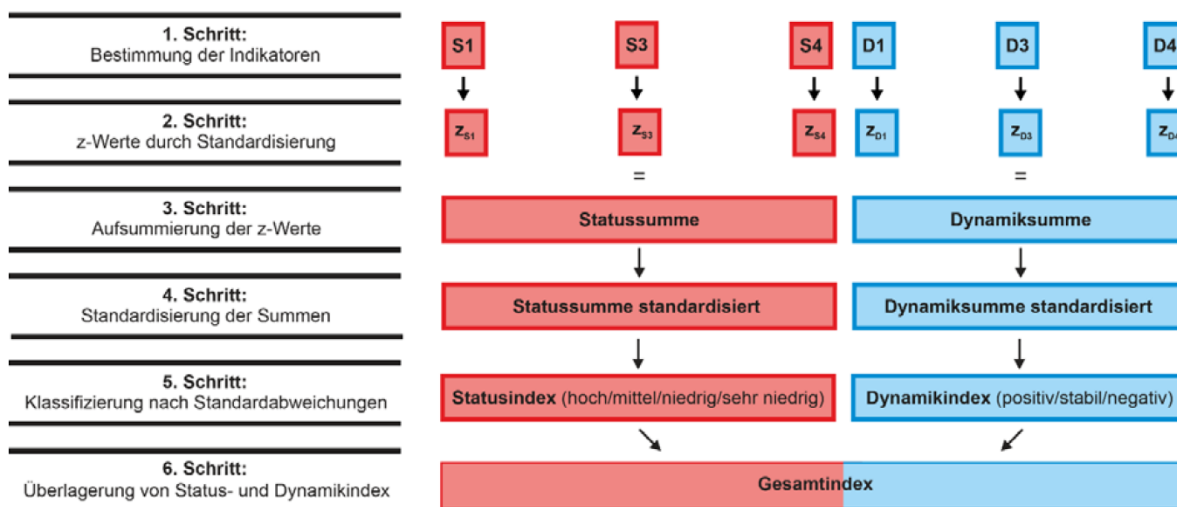 1. Schritt:
Bestimmung der Indikatoren
S1 S3 S4 D1 D3 D4
2. Schritt:
z-Werte durch Standardisierung
zS1 zS3 zS4 zD1 zD3 zD4
= =
3. Schritt:
Aufsummierung der z-Werte
Statussumme Dynamiksumme
4. Schritt:
Standardisierung der Summen
Statussumme standardisiert Dynamiksumme standardisiert
5. Schritt:
Klassifizierung nach Standardabweichungen
Statusindex (hoch/mittel/niedrig/sehr niedrig) Dynamikindex (positiv/stabil/negativ)
6. Schritt:
Überlagerung von Status- und Dynamikindex
Gesamtindex